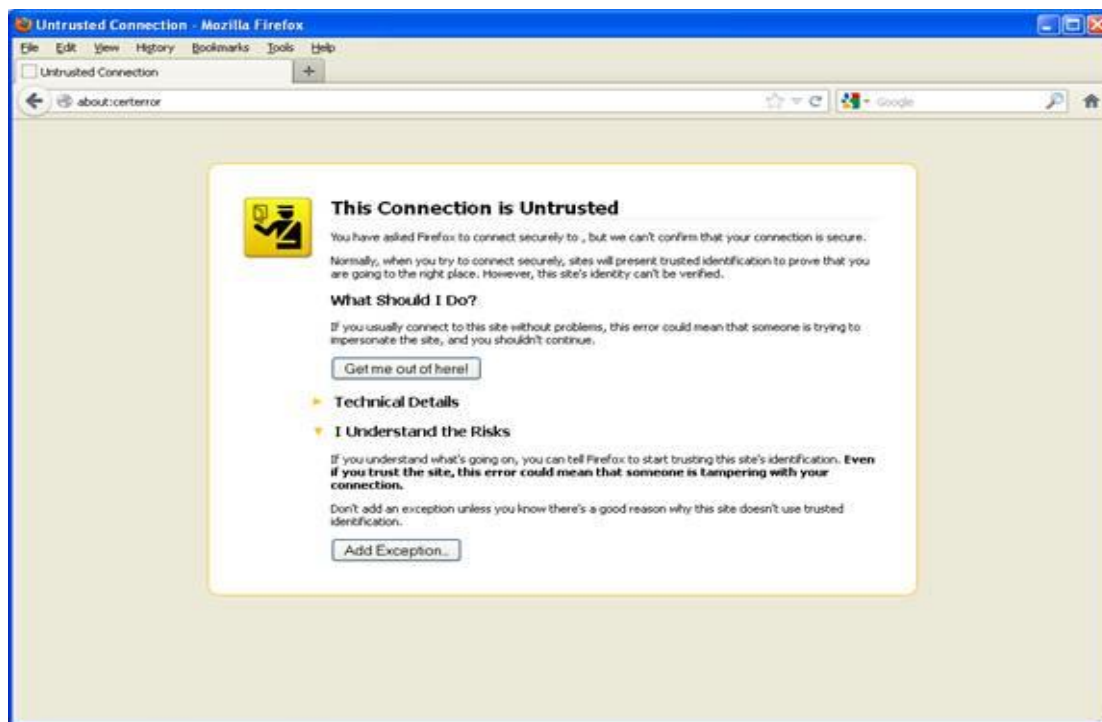 Untrusted Connection - Mozilla Firefox
File Edit View History Bookmarks Tools Help
Untrusted Connection +
about:certerror Google
This Connection is Untrusted
You have asked Firefox to connect securely to , but we can't confirm that your connection is secure.
Normally, when you try to connect securely, sites will present trusted identification to prove that you
are going to the right place. However, this site's identity can't be verified.
What Should I Do?
If you usually connect to this site without problems, this error could mean that someone is trying to
impersonate the site, and you shouldn't continue.
Get me out of here!
Technical Details
I Understand the Risks
If you understand what's going on, you can tell Firefox to start trusting this site's identification. Even
if you trust the site, this error could mean that someone is tampering with your
connection.
Don't add an exception unless you know there's a good reason why this site doesn't use trusted
identification.
Add Exception...